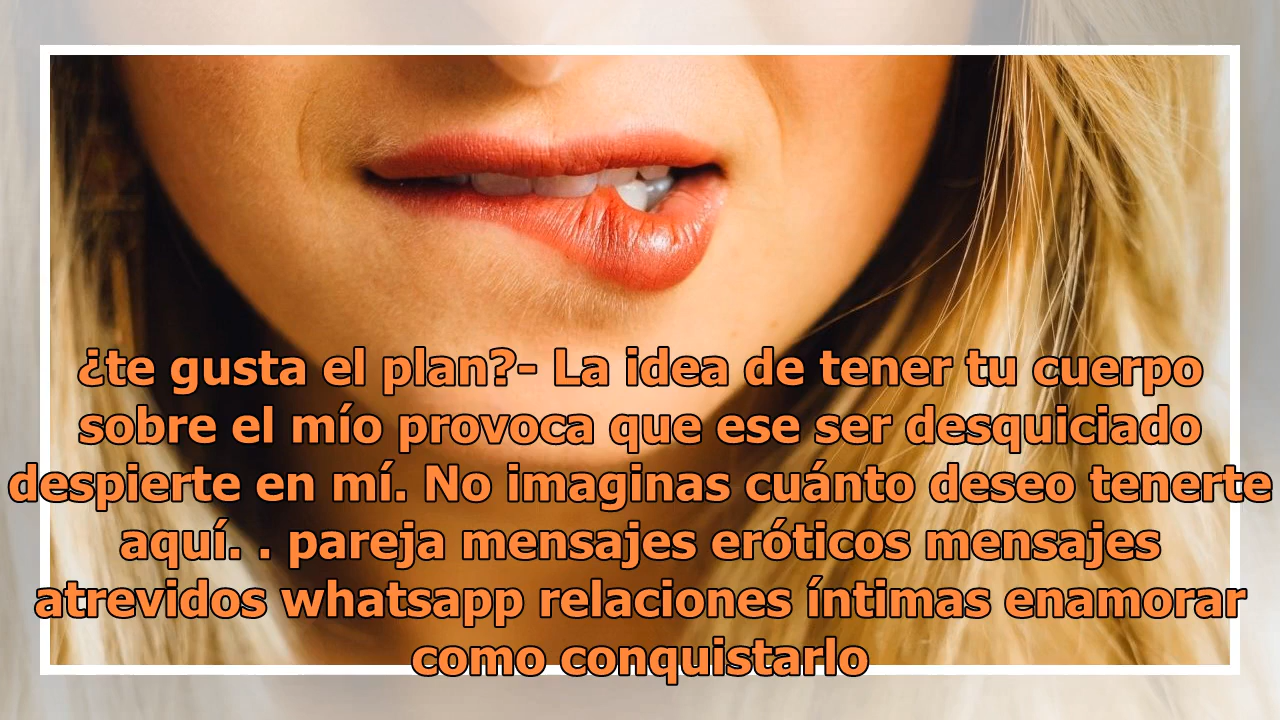 ¿te gusta el plan?- La idea de tener tu cuerpo
sobre el mío provoca que ese ser desquiciado
despierte en mí. No imaginas cuánto deseo tenerte
aquí. . pareja mensajes eróticos mensajes
atrevidos whatsapp relaciones íntimas enamorar
como conquistarlo